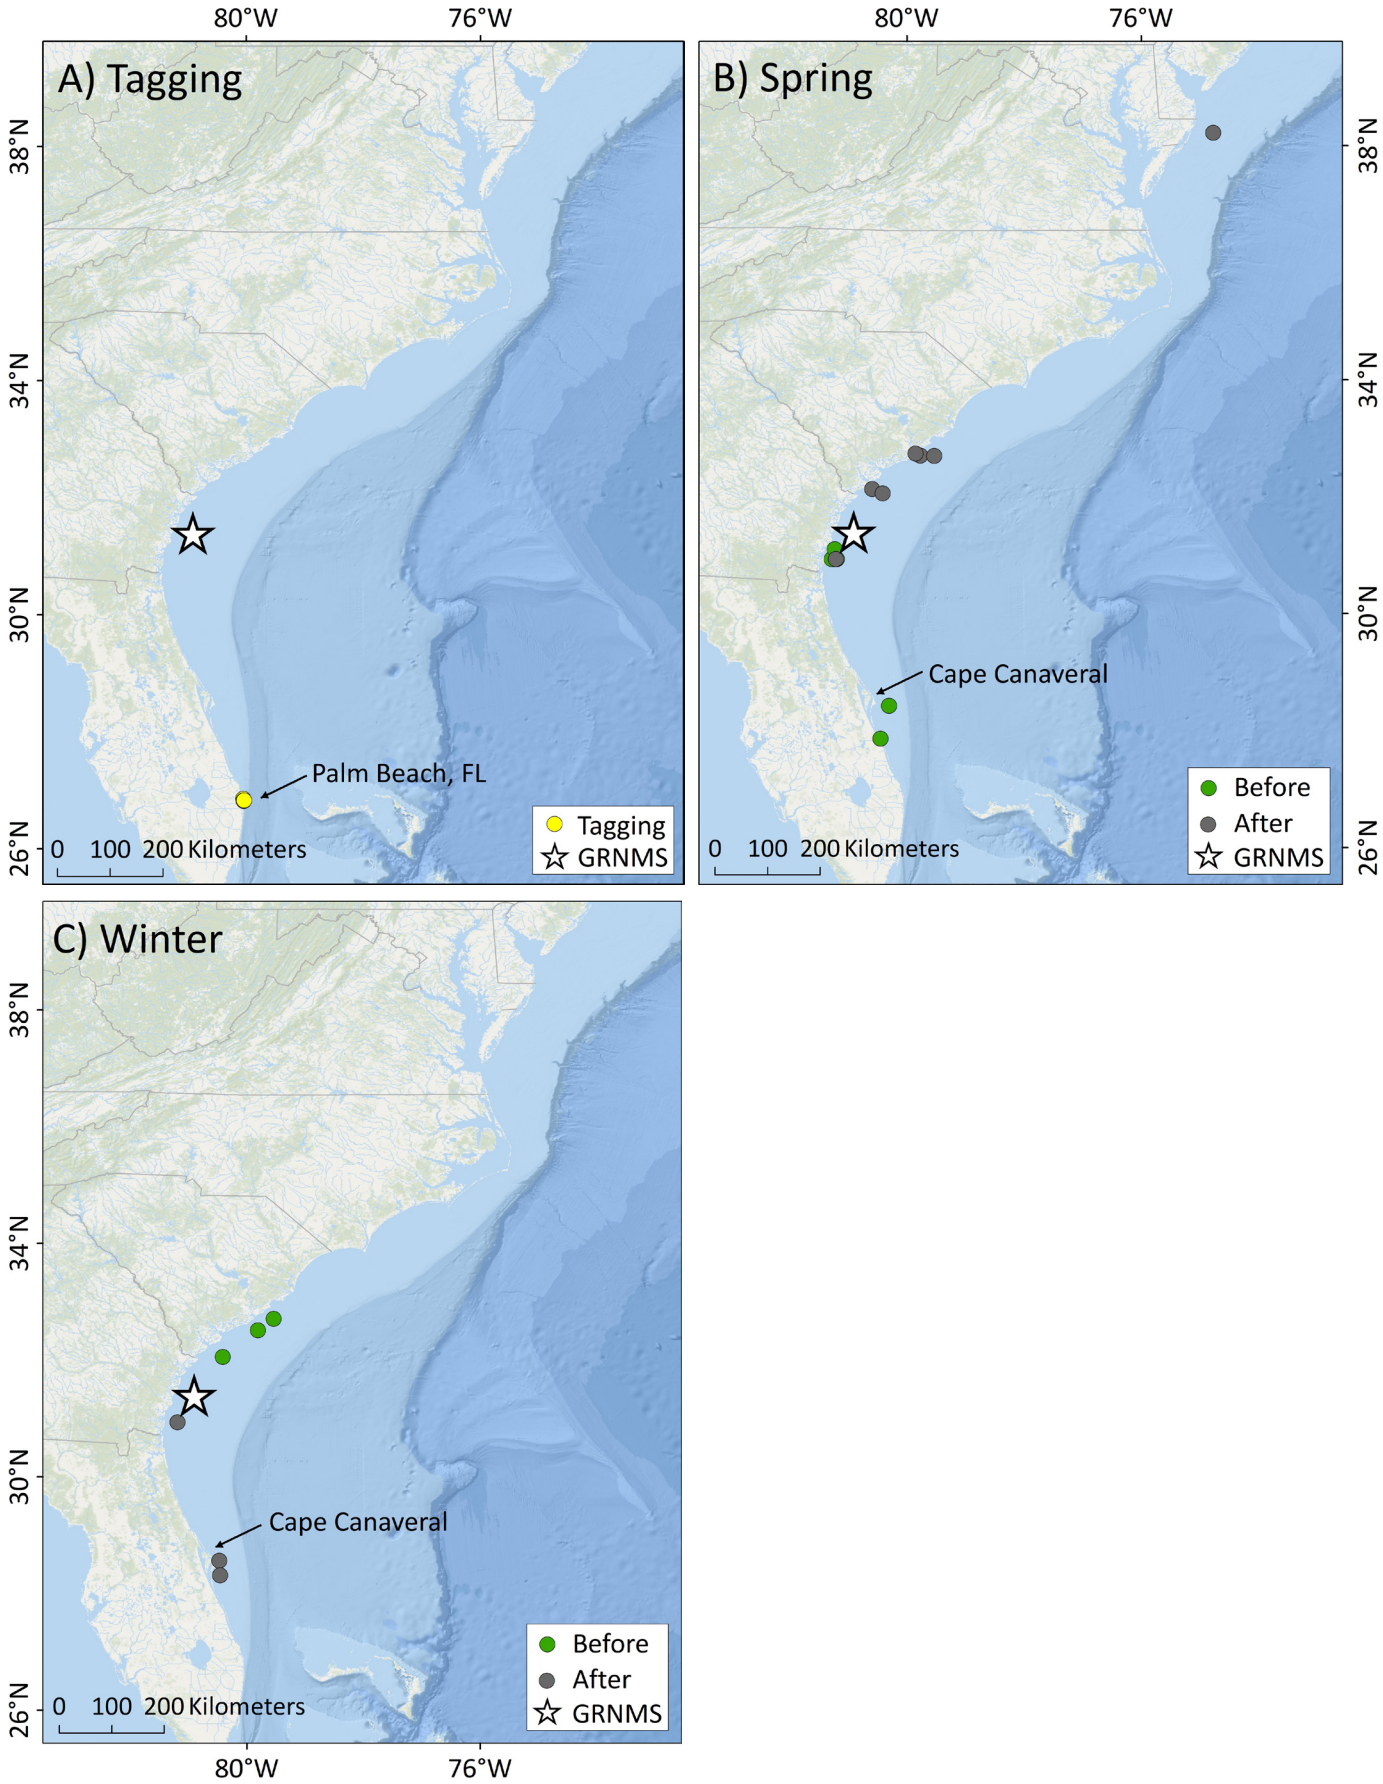 80°W 76°W 80°W 76°W
A) Tagging
B) Spring
38°N
38°N
34°N
34°N
30°N
30°N
26°N
26°N
Palm Beach, FL
Cape Canaveral
Tagging
GRNMS
0 100 200 Kilometers
Before
After
GRNMS
0 100 200 Kilometers
C) Winter
38°N
34°N
30°N
26°N
Cape Canaveral
Before
After
GRNMS
0 100 200 Kilometers
80°W 76°W